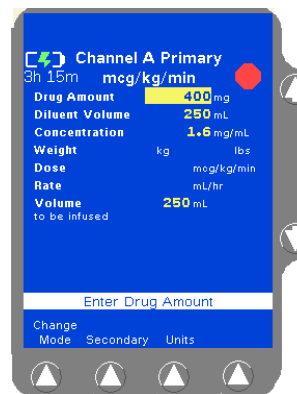 Channel A Primary
3h 15m mcg/kg/min
Drug Amount 400 mg
Diluent Volume 250 mL
Concentration 1.6 mg/mL
Weight kg lbs
Dose mcg/kg/min
Rate mL/hr
Volume 250 mL
to be infused
Enter Drug Amount
Change
Mode Secondary Units